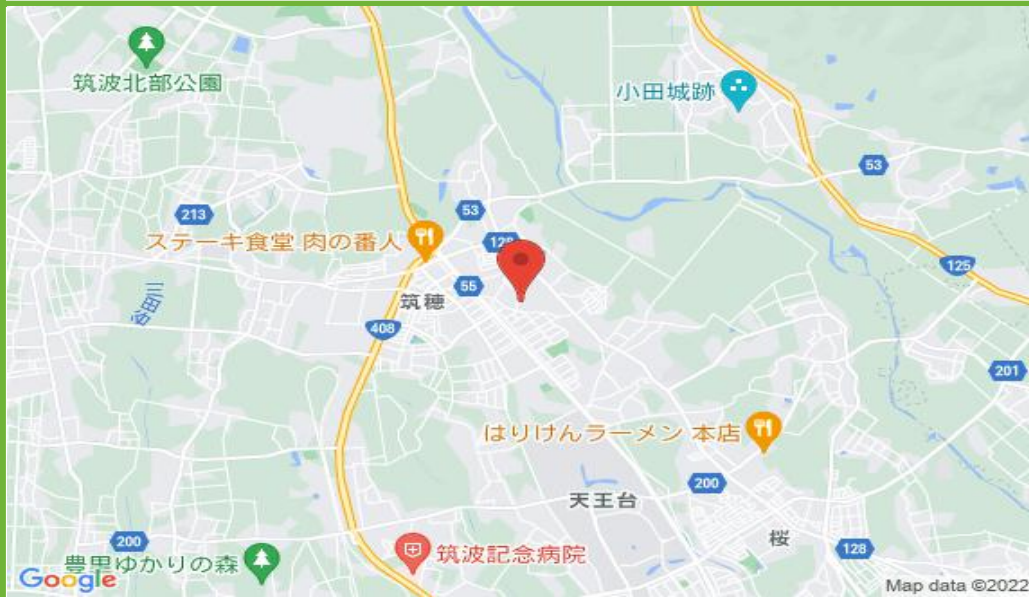 筑波北部公園
小田城跡
53
213
53
ステーキ食堂 肉の番人
128
125
55
筑穂
408
201
はりけんラーメン 本店
200
天王台
桜
200
128
筑波記念病院
豊里ゆかりの森
Google
Map data ©2022